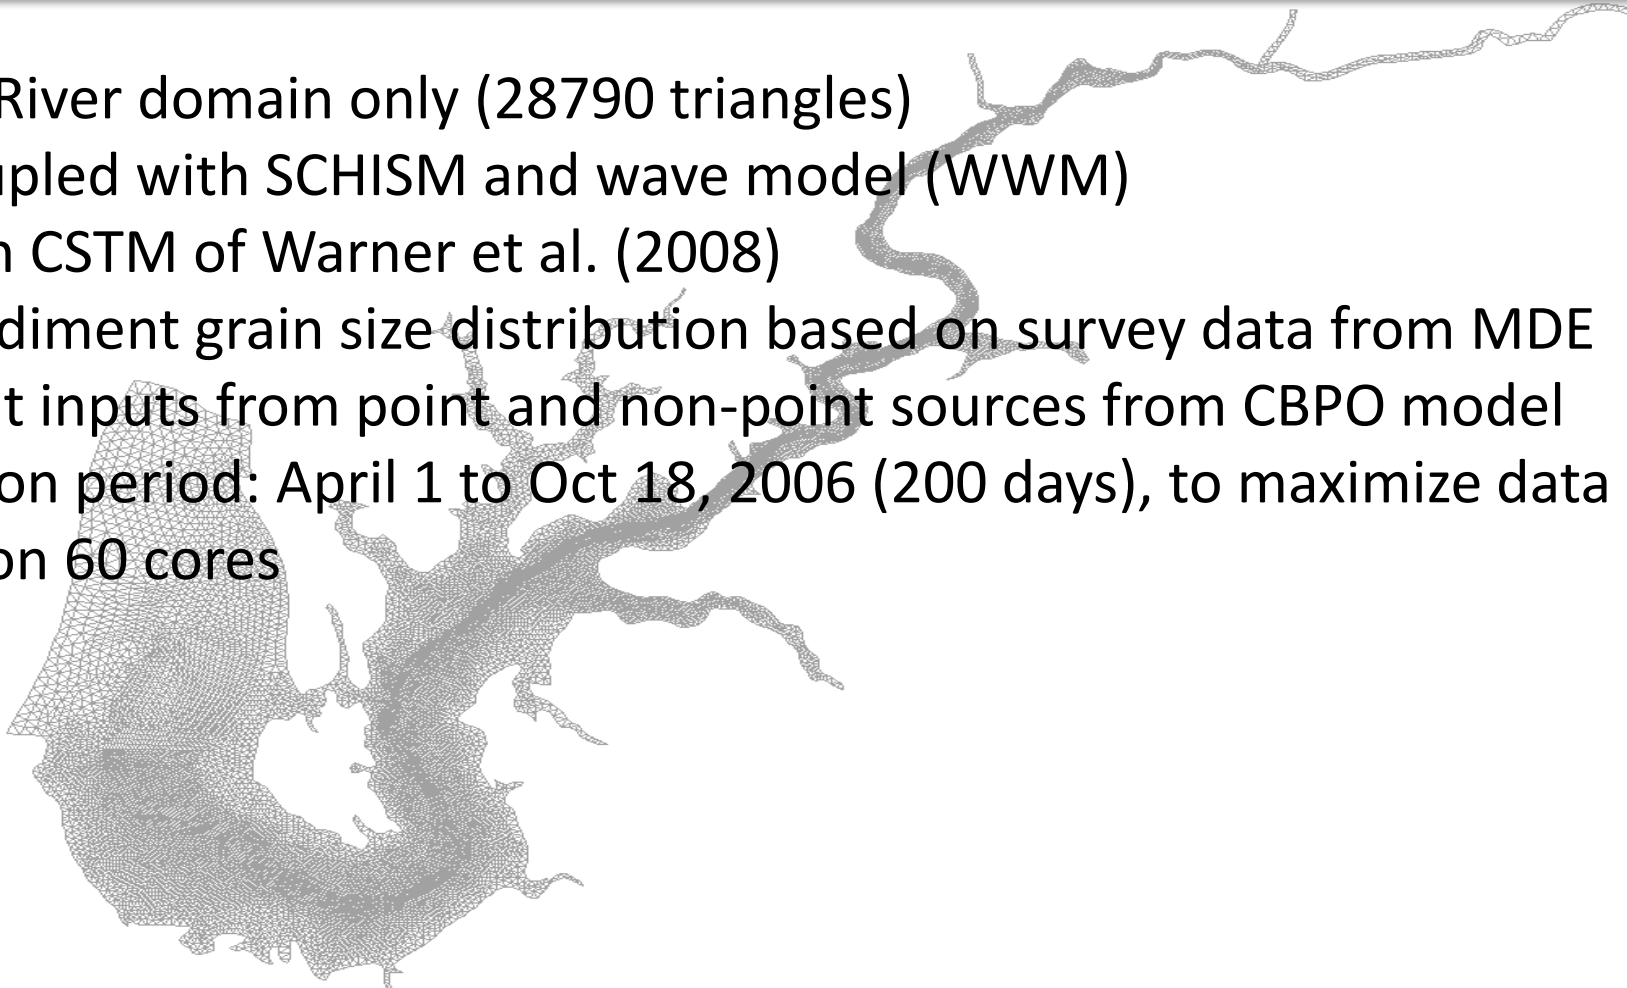 River domain only (28790 triangles)
upled with SCHISM and wave model (WWM)
n CSTM of Warner et al. (2008)
diment grain size distribution based on survey data from MDE
t inputs from point and non-point sources from CBPO model
on period: April 1 to Oct 18, 2006 (200 days), to maximize data
on 60 cores